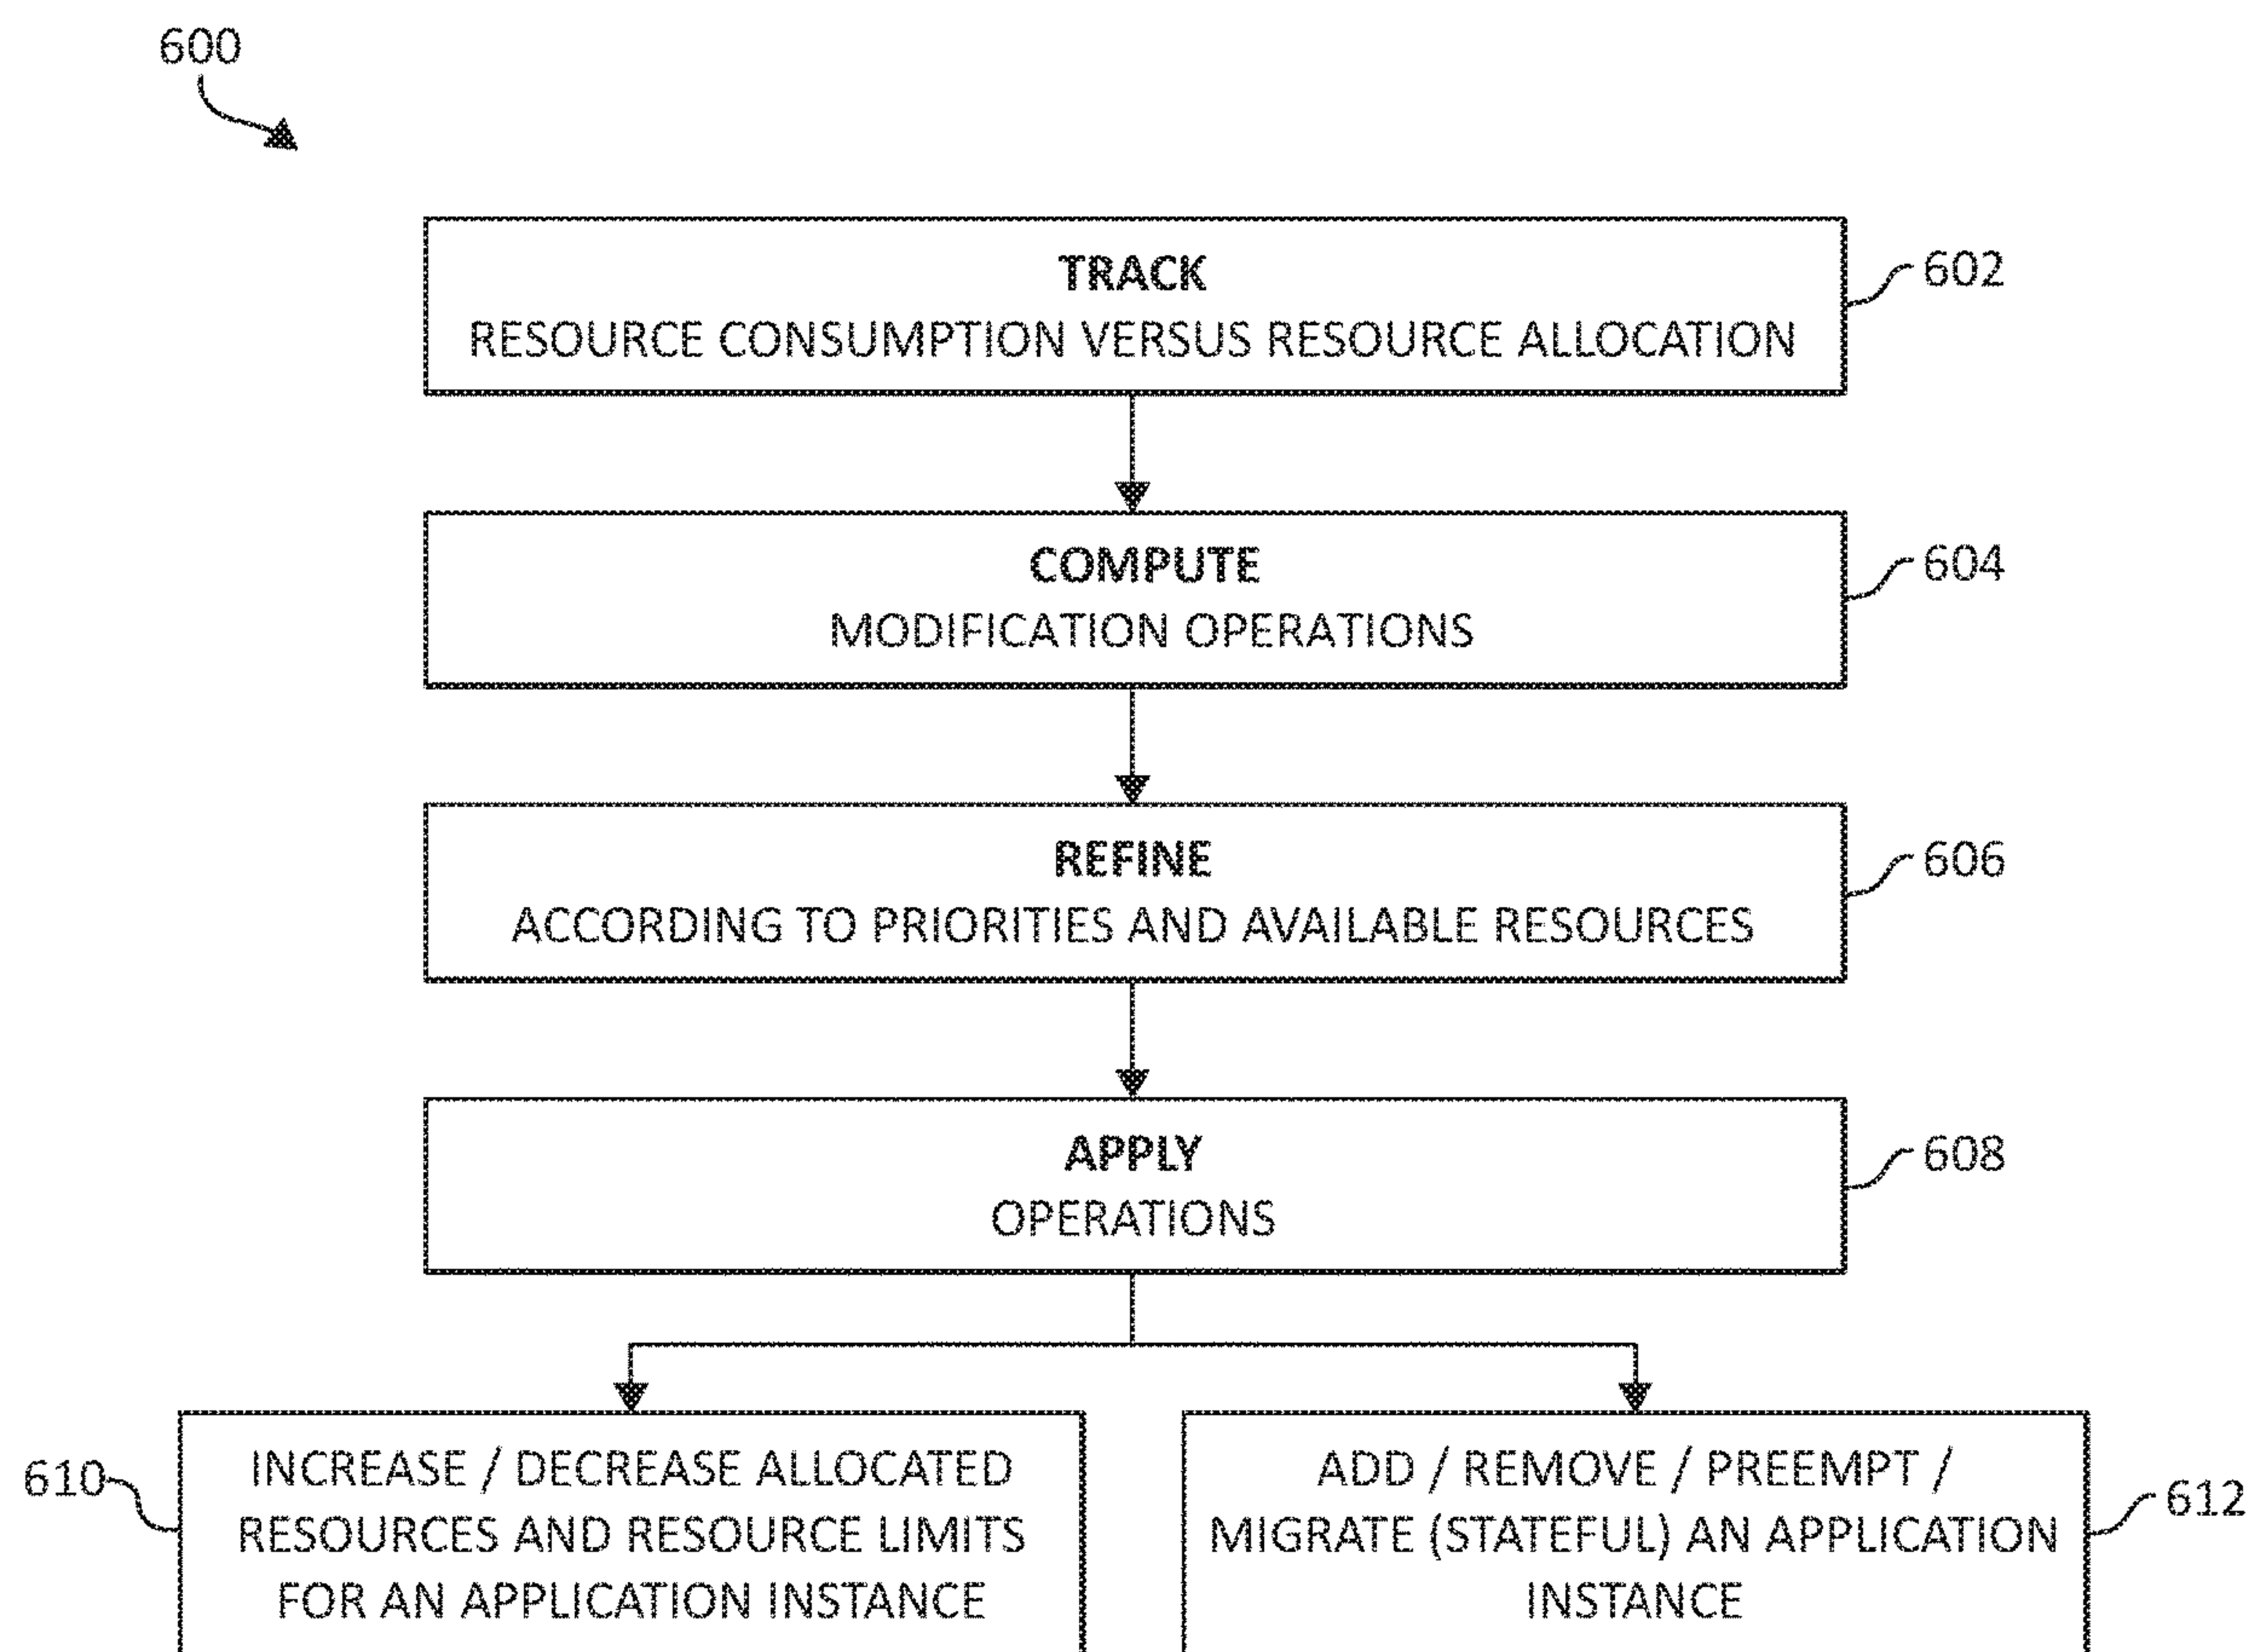 600
TRACK
RESOURCE CONSUMPTION VERSUS RESOURCE ALLOCATION
602
COMPUTE
MODIFICATION OPERATIONS
604
REFINE
ACCORDING TO PRIORITIES AND AVAILABLE RESOURCES
606
APPLY
OPERATIONS
608
610
INCREASE / DECREASE ALLOCATED
RESOURCES AND RESOURCE LIMITS
FOR AN APPLICATION INSTANCE
ADD / REMOVE / PREEMPT /
MIGRATE (STATEFUL) AN APPLICATION
INSTANCE
612